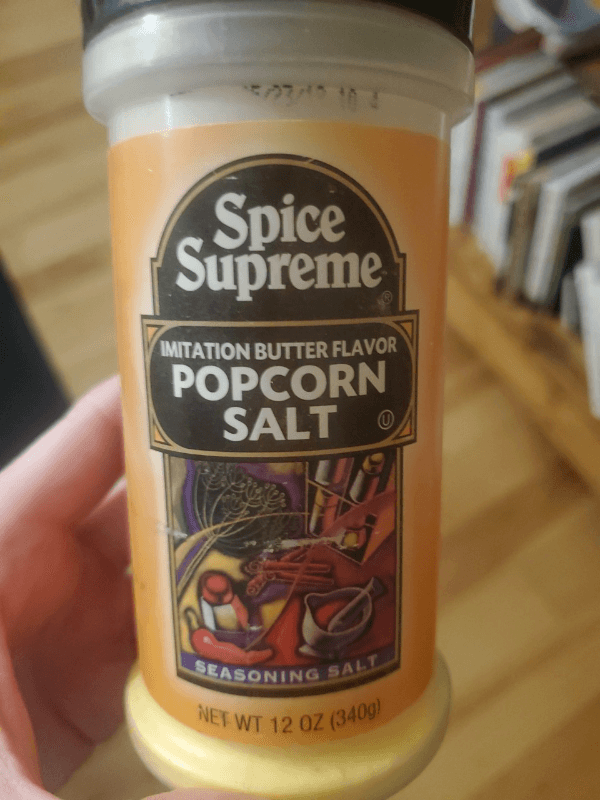 Spice
Supreme®
IMITATION BUTTER FLAVOR
POPCORN
SALT Ⓤ
SEASONING SALT
NET WT 12 OZ (340g)